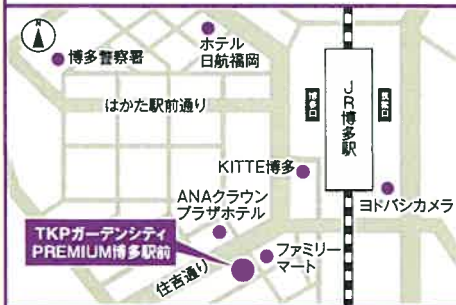 ホテル
日航福岡
博多警察署
はかた駅前通り
博多口
JR博多駅
筑紫口
KITTE博多
ANAクラウン
プラザホテル
ヨドバシカメラ
TKPガーデンシティ
PREMIUM博多駅前
ファミリー
マート
住吉通り